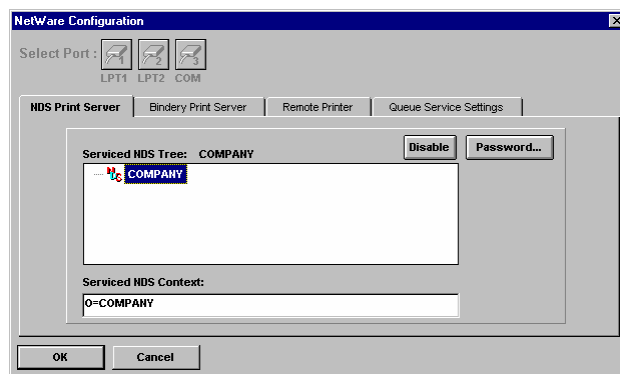 NetWare Configuration
Select Port :
1 2 3
LPT1 LPT2 COM
NDS Print Server Bindery Print Server Remote Printer Queue Service Settings
Serviced NDS Tree: COMPANY Disable Password...
COMPANY
Serviced NDS Context:
O=COMPANY
OK Cancel